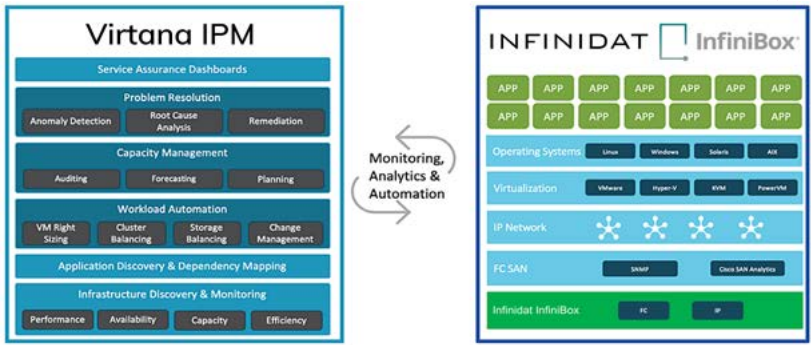 Virtana IPM
Service Assurance Dashboards
Problem Resolution
Anomaly Detection
Root Cause
Analysis
Remediation
Capacity Management
Auditing
Forecasting
Planning
Workload Automation
VM Right
Sizing
Cluster
Balancing
Storage
Balancing
Change
Management
Application Discovery & Dependency Mapping
Infrastructure Discovery & Monitoring
Performance
Availability
Capacity
Efficiency
Monitoring,
Analytics &
Automation
INFINIDAT InfiniBox
APP APP APP APP APP APP APP
APP APP APP APP APP APP APP
Operating Systems Linux Windows Solaris AIX
Virtualization VMware Hyper-V KVM PowerVM
IP Network
FC SAN SNMP Cisco SAN Analytics
Infinidat InfiniBox FC IP